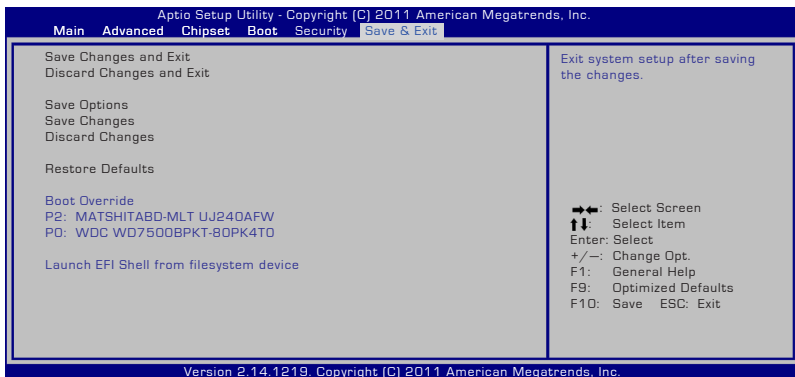 Aptio Setup Utility - Copyright (C) 2011 American Megatrends, Inc.
Main Advanced Chipset Boot Security Save & Exit
Save Changes and Exit
Discard Changes and Exit
Save Options
Save Changes
Discard Changes
Restore Defaults
Boot Override
P2: MATSHITABD-MLT UJ240AFW
P0: WDC WD7500BPKT-80PK4T0
Launch EFI Shell from filesystem device
Exit system setup after saving
the changes.
→←: Select Screen
↑↓: Select Item
Enter: Select
+/—: Change Opt.
F1: General Help
F9: Optimized Defaults
F10: Save ESC: Exit
Version 2.14.1219. Copyright (C) 2011 American Megatrends, Inc.